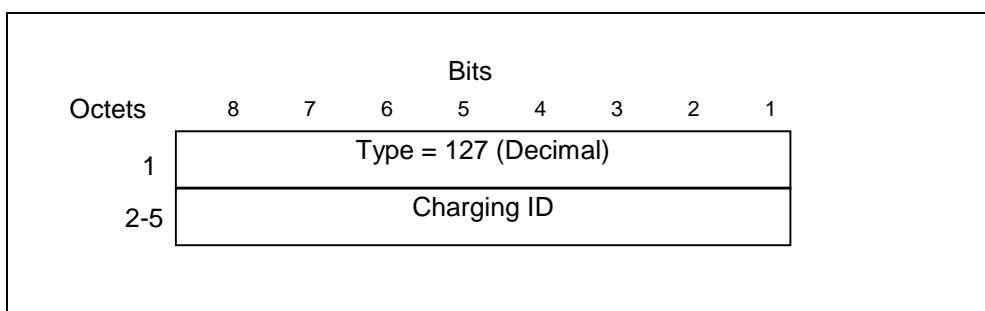 Bits
Octets 8 7 6 5 4 3 2 1
1 Type = 127 (Decimal)
2-5 Charging ID